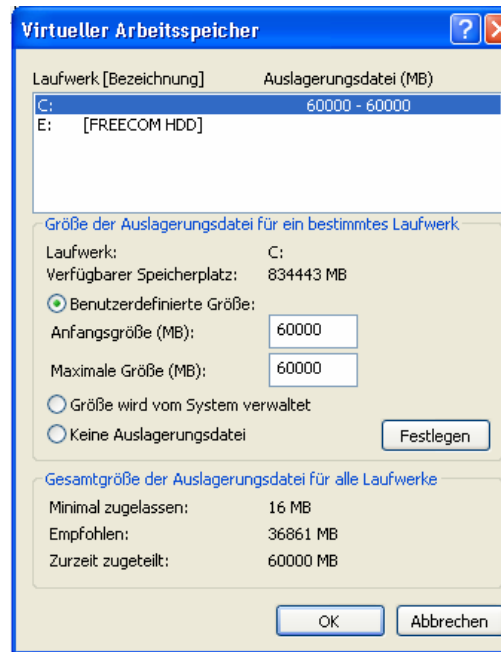 Virtueller Arbeitsspeicher
Laufwerk [Bezeichnung] Auslagerungsdatei (MB)
C: 60000 - 60000
E: [FREECOM HDD]
Größe der Auslagerungsdatei für ein bestimmtes Laufwerk
Laufwerk: C:
Verfügbarer Speicherplatz: 834443 MB
Benutzerdefinierte Größe:
Anfangsgröße (MB): 60000
Maximale Größe (MB): 60000
Größe wird vom System verwaltet
Keine Auslagerungsdatei Festlegen
Gesamtgröße der Auslagerungsdatei für alle Laufwerke
Minimal zugelassen: 16 MB
Empfohlen: 36861 MB
Zurzeit zugeteilt: 60000 MB
OK Abbrechen